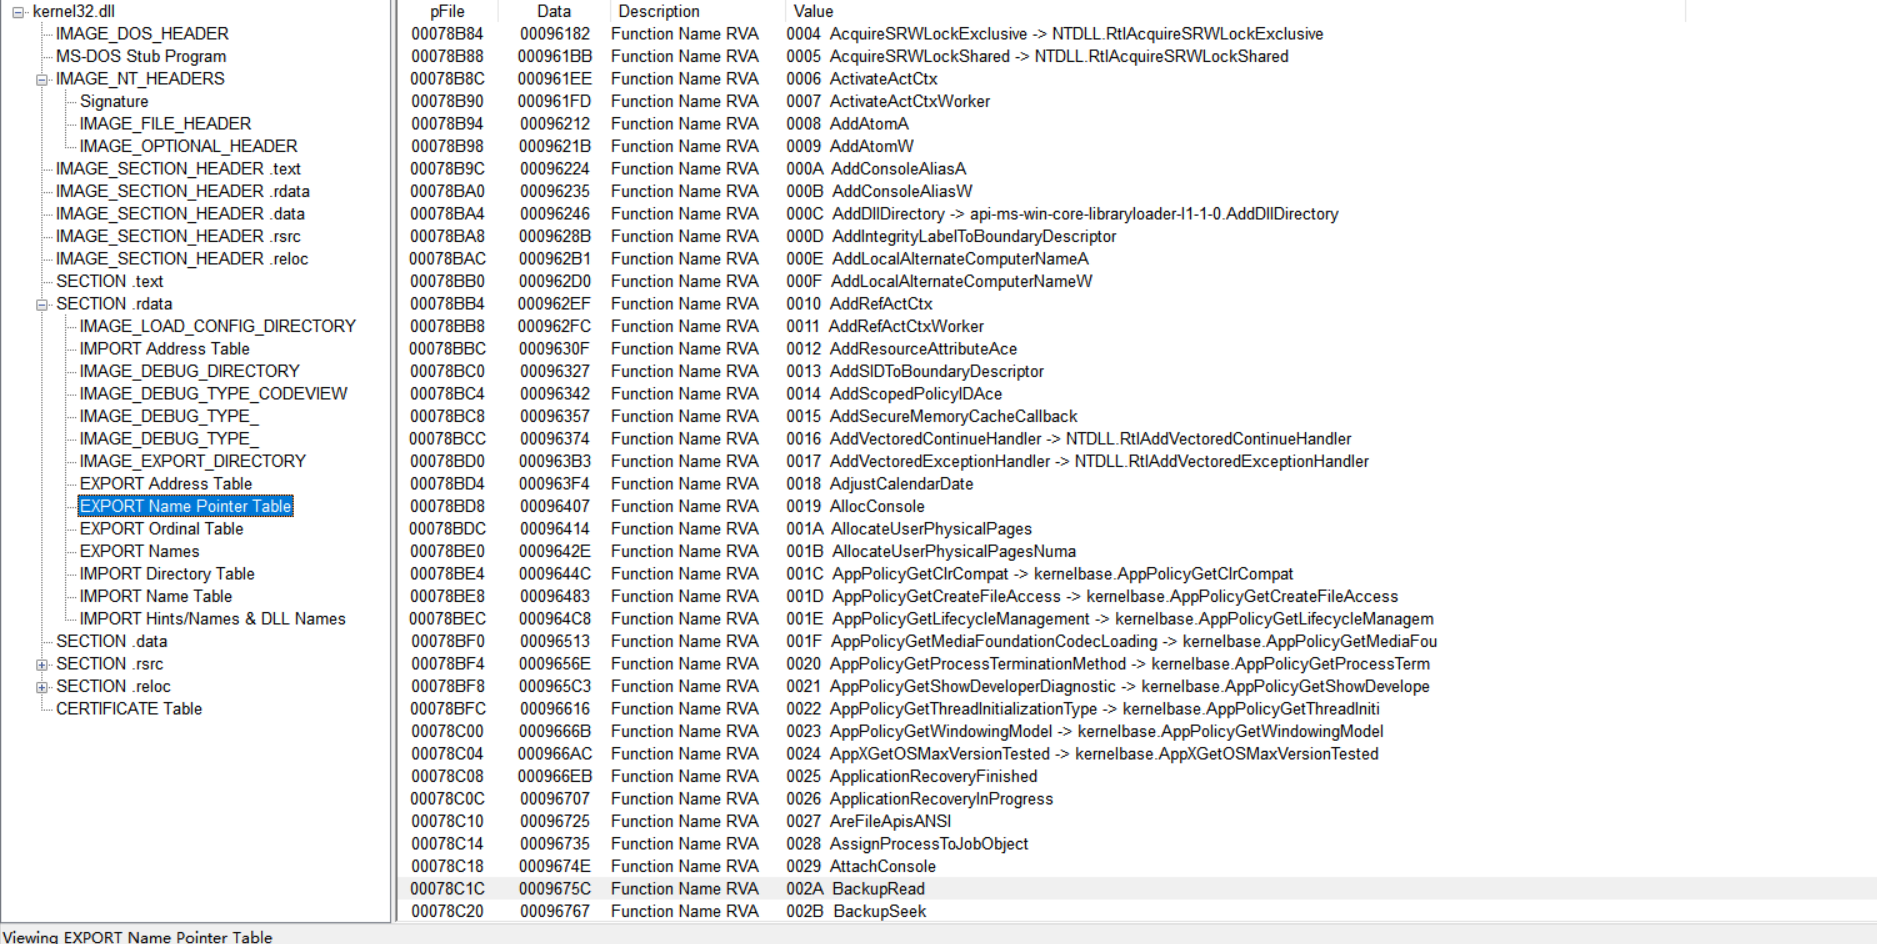 kernel32.dll
IMAGE_DOS_HEADER
MS-DOS Stub Program
IMAGE_NT_HEADERS
Signature
IMAGE_FILE_HEADER
IMAGE_OPTIONAL_HEADER
IMAGE_SECTION_HEADER .text
IMAGE_SECTION_HEADER .rdata
IMAGE_SECTION_HEADER .data
IMAGE_SECTION_HEADER .rsrc
IMAGE_SECTION_HEADER .reloc
SECTION .text
SECTION .rdata
IMAGE_LOAD_CONFIG_DIRECTORY
IMPORT Address Table
IMAGE_DEBUG_DIRECTORY
IMAGE_DEBUG_TYPE_CODEVIEW
IMAGE_DEBUG_TYPE_
IMAGE_DEBUG_TYPE_
IMAGE_EXPORT_DIRECTORY
EXPORT Address Table
EXPORT Name Pointer Table
EXPORT Ordinal Table
EXPORT Names
IMPORT Directory Table
IMPORT Name Table
IMPORT Hints/Names & DLL Names
SECTION .data
SECTION .rsrc
SECTION .reloc
CERTIFICATE Table
pFile Data Description Value
00078B84 00096182 Function Name RVA 0004 AcquireSRWLockExclusive -> NTDLL.RtlAcquireSRWLockExclusive
00078B88 000961BB Function Name RVA 0005 AcquireSRWLockShared -> NTDLL.RtlAcquireSRWLockShared
00078B8C 000961EE Function Name RVA 0006 ActivateActCtx
00078B90 000961FD Function Name RVA 0007 ActivateActCtxWorker
00078B94 00096212 Function Name RVA 0008 AddAtomA
00078B98 0009621B Function Name RVA 0009 AddAtomW
00078B9C 00096224 Function Name RVA 000A AddConsoleAliasA
00078BA0 00096235 Function Name RVA 000B AddConsoleAliasW
00078BA4 00096246 Function Name RVA 000C AddDllDirectory -> api-ms-win-core-libraryloader-l1-1-0.AddDllDirectory
00078BA8 0009628B Function Name RVA 000D AddIntegrityLabelToBoundaryDescriptor
00078BAC 000962B1 Function Name RVA 000E AddLocalAlternateComputerNameA
00078BB0 000962D0 Function Name RVA 000F AddLocalAlternateComputerNameW
00078BB4 000962EF Function Name RVA 0010 AddRefActCtx
00078BB8 000962FC Function Name RVA 0011 AddRefActCtxWorker
00078BBC 0009630F Function Name RVA 0012 AddResourceAttributeAce
00078BC0 00096327 Function Name RVA 0013 AddSIDToBoundaryDescriptor
00078BC4 00096342 Function Name RVA 0014 AddScopedPolicyIDAce
00078BC8 00096357 Function Name RVA 0015 AddSecureMemoryCacheCallback
00078BCC 00096374 Function Name RVA 0016 AddVectoredContinueHandler -> NTDLL.RtlAddVectoredContinueHandler
00078BD0 000963B3 Function Name RVA 0017 AddVectoredExceptionHandler -> NTDLL.RtlAddVectoredExceptionHandler
00078BD4 000963F4 Function Name RVA 0018 AdjustCalendarDate
00078BD8 00096407 Function Name RVA 0019 AllocConsole
00078BDC 00096414 Function Name RVA 001A AllocateUserPhysicalPages
00078BE0 0009642E Function Name RVA 001B AllocateUserPhysicalPagesNuma
00078BE4 0009644C Function Name RVA 001C AppPolicyGetClrCompat -> kernelbase.AppPolicyGetClrCompat
00078BE8 00096483 Function Name RVA 001D AppPolicyGetCreateFileAccess -> kernelbase.AppPolicyGetCreateFileAccess
00078BEC 000964C8 Function Name RVA 001E AppPolicyGetLifecycleManagement -> kernelbase.AppPolicyGetLifecycleManagem
00078BF0 00096513 Function Name RVA 001F AppPolicyGetMediaFoundationCodecLoading -> kernelbase.AppPolicyGetMediaFou
00078BF4 0009656E Function Name RVA 0020 AppPolicyGetProcessTerminationMethod -> kernelbase.AppPolicyGetProcessTerm
00078BF8 000965C3 Function Name RVA 0021 AppPolicyGetShowDeveloperDiagnostic -> kernelbase.AppPolicyGetShowDevelope
00078BFC 00096616 Function Name RVA 0022 AppPolicyGetThreadInitializationType -> kernelbase.AppPolicyGetThreadIniti
00078C00 0009666B Function Name RVA 0023 AppPolicyGetWindowingModel -> kernelbase.AppPolicyGetWindowingModel
00078C04 000966AC Function Name RVA 0024 AppXGetOSMaxVersionTested -> kernelbase.AppXGetOSMaxVersionTested
00078C08 000966EB Function Name RVA 0025 ApplicationRecoveryFinished
00078C0C 00096707 Function Name RVA 0026 ApplicationRecoveryInProgress
00078C10 00096725 Function Name RVA 0027 AreFileApisANSI
00078C14 00096735 Function Name RVA 0028 AssignProcessToJobObject
00078C18 0009674E Function Name RVA 0029 AttachConsole
00078C1C 0009675C Function Name RVA 002A BackupRead
00078C20 00096767 Function Name RVA 002B BackupSeek
Viewing EXPORT Name Pointer Table